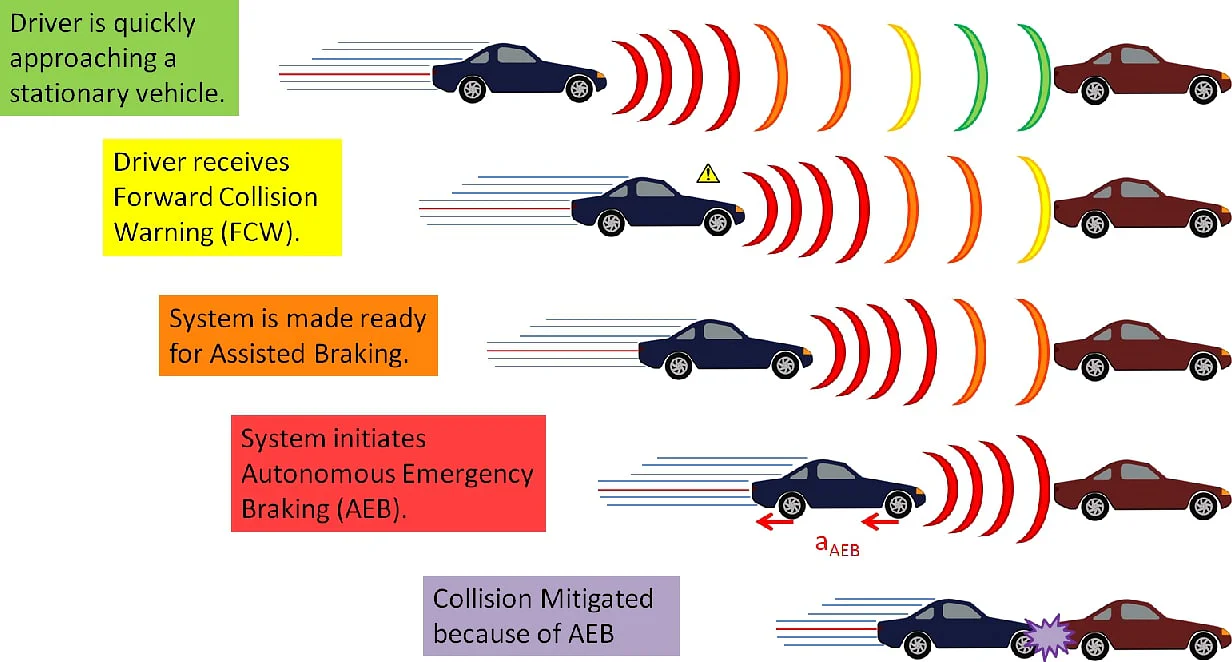 Driver is quickly
approaching a
stationary vehicle.
Driver receives
Forward Collision
Warning (FCW).
!
System is made ready
for Assisted Braking.
System initiates
Autonomous Emergency
Braking (AEB).
aAEB
Collision Mitigated
because of AEB